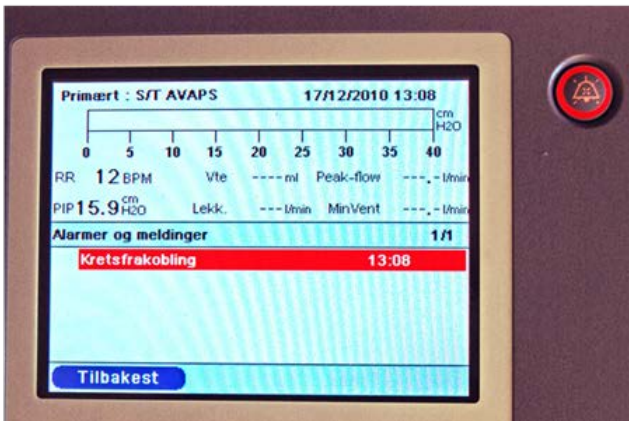 Primært : S/T AVAPS 17/12/2010 13:08
cm
H2O
0 5 10 15 20 25 30 35 40
RR 12 BPM Vte ---- ml Peak-flow ---.- l/min
PIP 15.9 cm H2O Lekk. --- l/min MinVent ---.- l/min
Alarmer og meldinger 1/1
Kretsfrakobling 13:08
Tilbakest